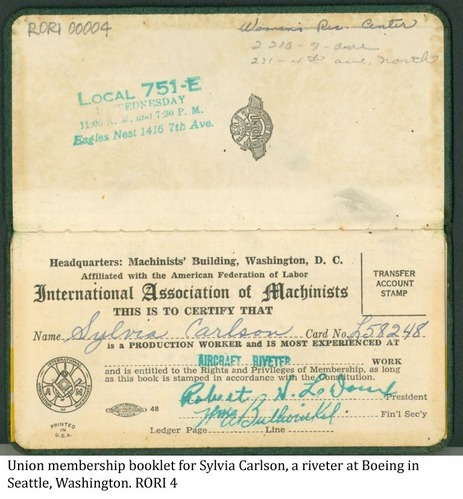 RORI 00004
Women's Rec. Center
2210-7-ave
231-4th ave. North
LOCAL 751-E
WEDNESDAY
11:00 A. M. and 7:30 P. M.
Eagles Nest 1416 7th Ave.
Headquarters: Machinists' Building, Washington, D. C.
Affiliated with the American Federation of Labor
International Association of Machinists
THIS IS TO CERTIFY THAT
TRANSFER
ACCOUNT
STAMP
Name Sylvia Carlson Card No. L58248
is a PRODUCTION WORKER and IS MOST EXPERIENCED AT
AIRCRAFT RIVETER WORK
and is entitled to the Rights and Privileges of Membership, as long
as this book is stamped in accordance with the Constitution.
Robert President
48
Wm Fin'l Sec'y
PRINTED
IN
U.S.A.
Ledger Page Line
Union membership booklet for Sylvia Carlson, a riveter at Boeing in
Seattle, Washington. RORI 4